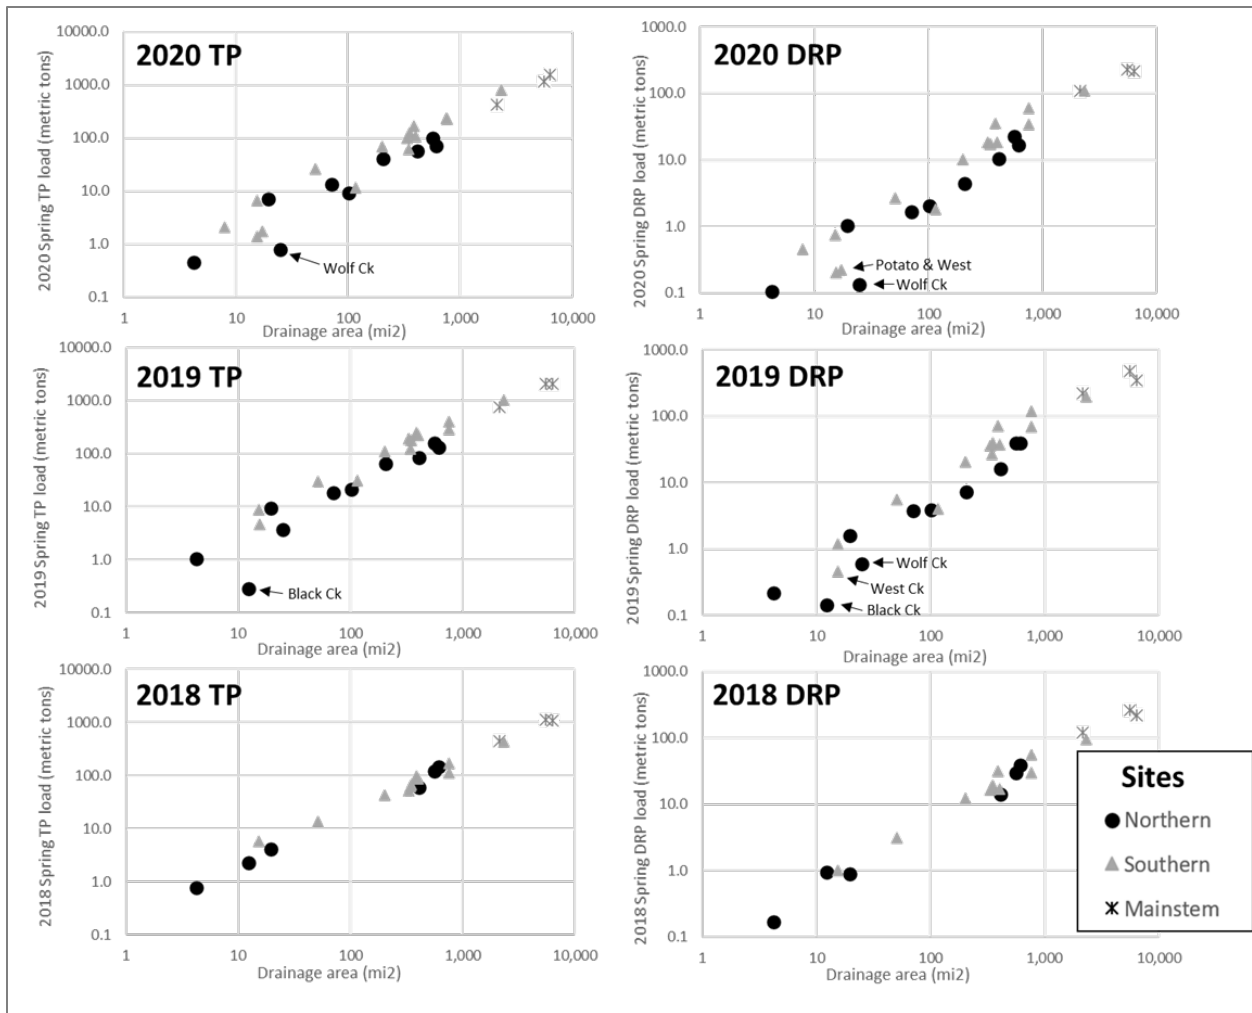 2020 TP
2020 Spring TP load (metric tons)
10000.0
1000.0
100.0
10.0
1.0
0.1
Wolf Ck
1
10
100
1,000
10,000
Drainage area (mi2)
2020 DRP
2020 Spring DRP load (metric tons)
1000.0
100.0
10.0
1.0
0.1
Potato & West
Wolf Ck
1
10
100
1,000
10,000
Drainage area (mi2)
2019 TP
2019 Spring TP load (metric tons)
10000.0
1000.0
100.0
10.0
1.0
0.1
Black Ck
1
10
100
1,000
10,000
Drainage area (mi2)
2019 DRP
2019 Spring DRP load (metric tons)
1000.0
100.0
10.0
1.0
0.1
Wolf Ck
West Ck
Black Ck
1
10
100
1,000
10,000
Drainage area (mi2)
2018 TP
2018 Spring TP load (metric tons)
10000.0
1000.0
100.0
10.0
1.0
0.1
1
10
100
1,000
10,000
Drainage area (mi2)
2018 DRP
2018 Spring DRP load (metric tons)
1000.0
100.0
10.0
1.0
0.1
1
10
100
1,000
10,000
Drainage area (mi2)
Sites
Northern
Southern
Mainstem